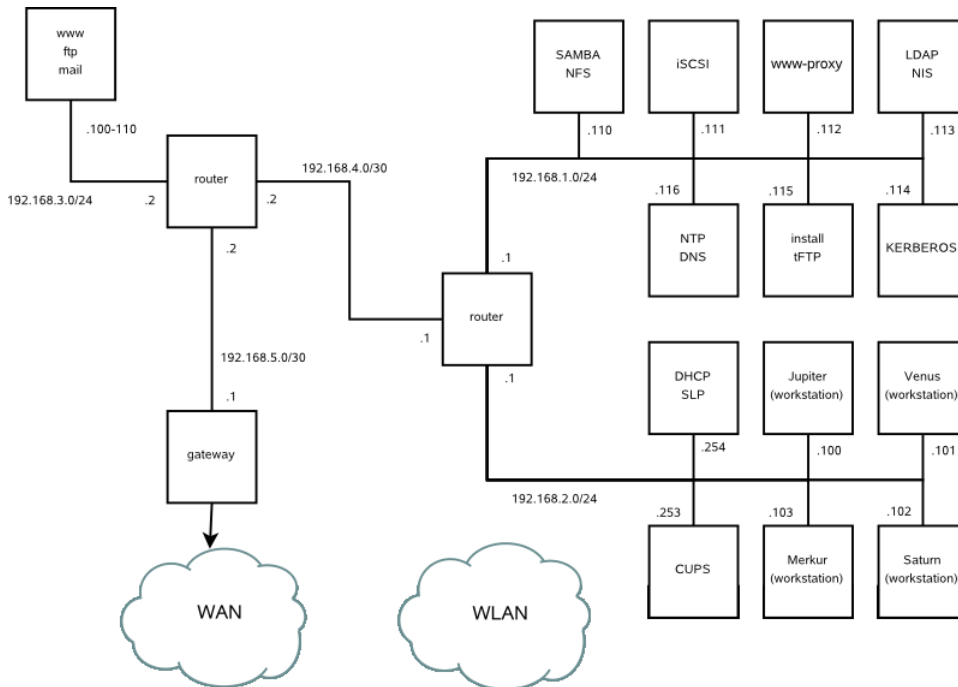 www
ftp
mail
SAMBA
NFS
iSCSI
www-proxy
LDAP
NIS
.100-110
.110
.111
.112
.113
router
192.168.4.0/30
192.168.1.0/24
192.168.3.0/24
.2
.2
.116
.115
.114
.2
NTP
DNS
install
tFTP
KERBEROS
.1
router
.1
192.168.5.0/30
.1
DHCP
SLP
Jupiter
(workstation)
Venus
(workstation)
.1
gateway
.254
.100
.101
192.168.2.0/24
.253
.103
.102
CUPS
Merkur
(workstation)
Saturn
(workstation)
WAN
WLAN